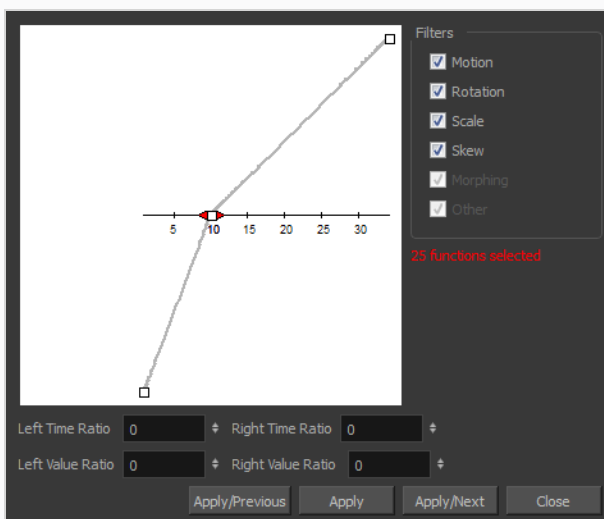 Filters
Motion
Rotation
Scale
Skew
Morphing
Other
5 10 15 20 25 30
25 functions selected
Left Time Ratio 0 Right Time Ratio 0
Left Value Ratio 0 Right Value Ratio 0
Apply/Previous Apply Apply/Next Close